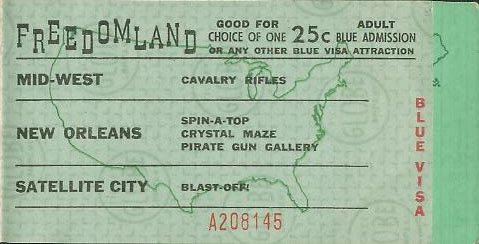 FREEDOMLAND
GOOD FOR ADULT
CHOICE OF ONE 25c BLUE ADMISSION
OR ANY OTHER BLUE VISA ATTRACTION
MID-WEST CAVALRY RIFLES
NEW ORLEANS
SPIN-A-TOP
CRYSTAL MAZE
PIRATE GUN GALLERY
SATELLITE CITY BLAST-OFF!
A208145
BLUE VISA